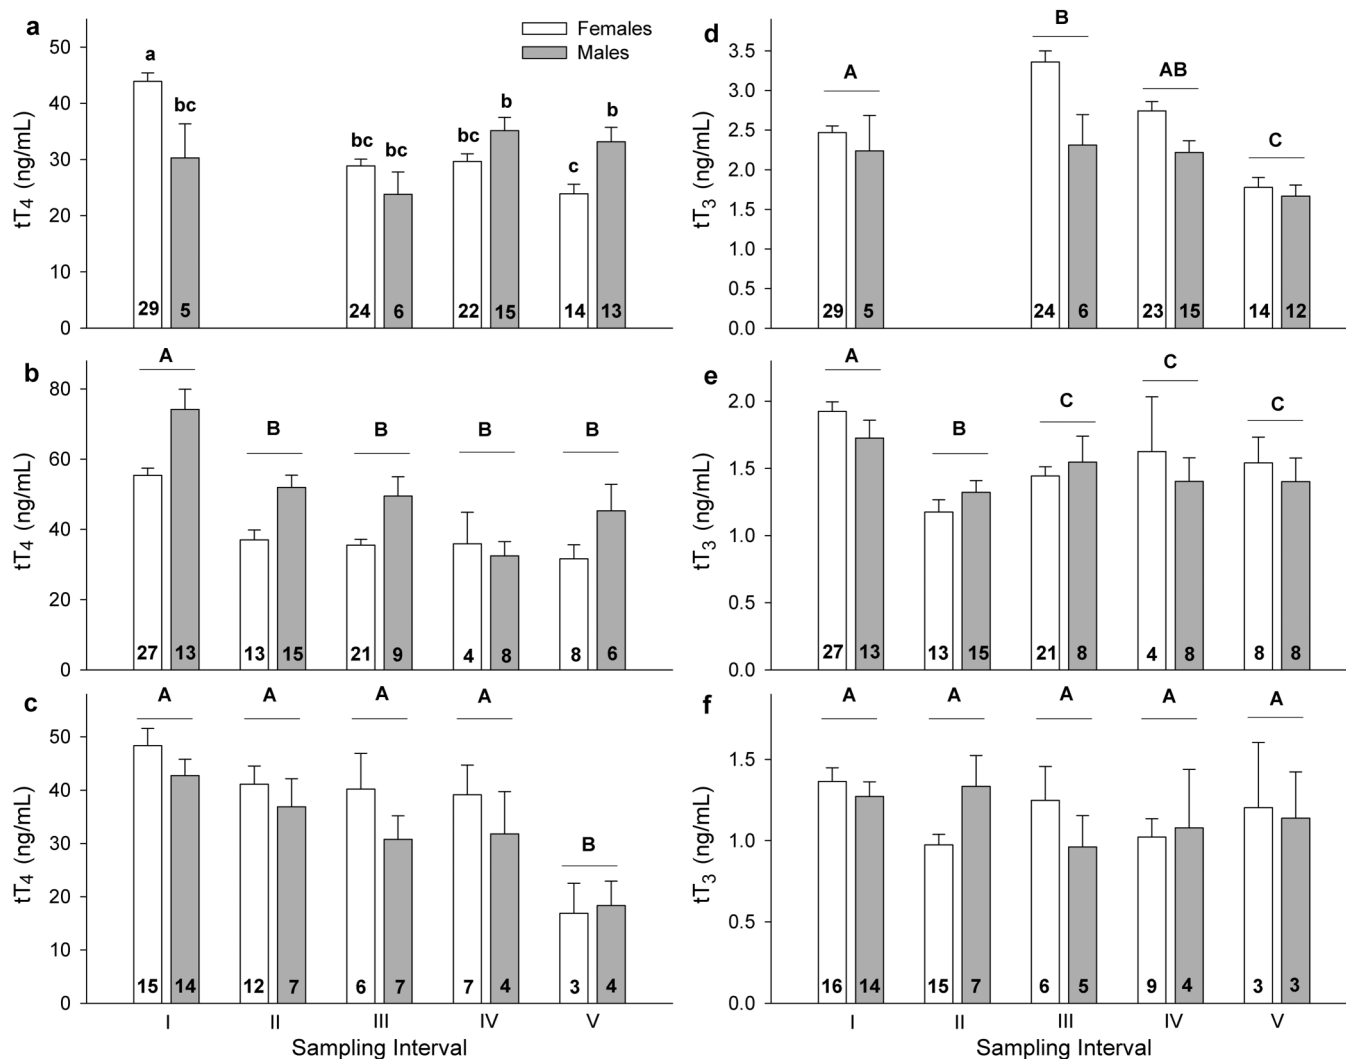 a
Females
Males
tT4 (ng/mL)
50
40
30
20
10
0
a
bc
bc
bc
bc
b
c
b
29
5
24
6
22
15
14
13
d
tT3 (ng/mL)
3.5
3.0
2.5
2.0
1.5
1.0
0.5
0.0
A
B
AB
C
29
5
24
6
23
15
14
12
b
tT4 (ng/mL)
80
60
40
20
0
A
B
B
B
B
27
13
13
15
21
9
4
8
8
6
e
tT3 (ng/mL)
2.0
1.5
1.0
0.5
0.0
A
B
C
C
C
27
13
13
15
21
8
4
8
8
8
c
tT4 (ng/mL)
50
40
30
20
10
0
A
A
A
A
B
15
14
12
7
6
7
7
4
3
4
I
II
III
IV
V
Sampling Interval
f
tT3 (ng/mL)
1.5
1.0
0.5
0.0
A
A
A
A
A
16
14
15
7
6
5
9
4
3
3
I
II
III
IV
V
Sampling Interval